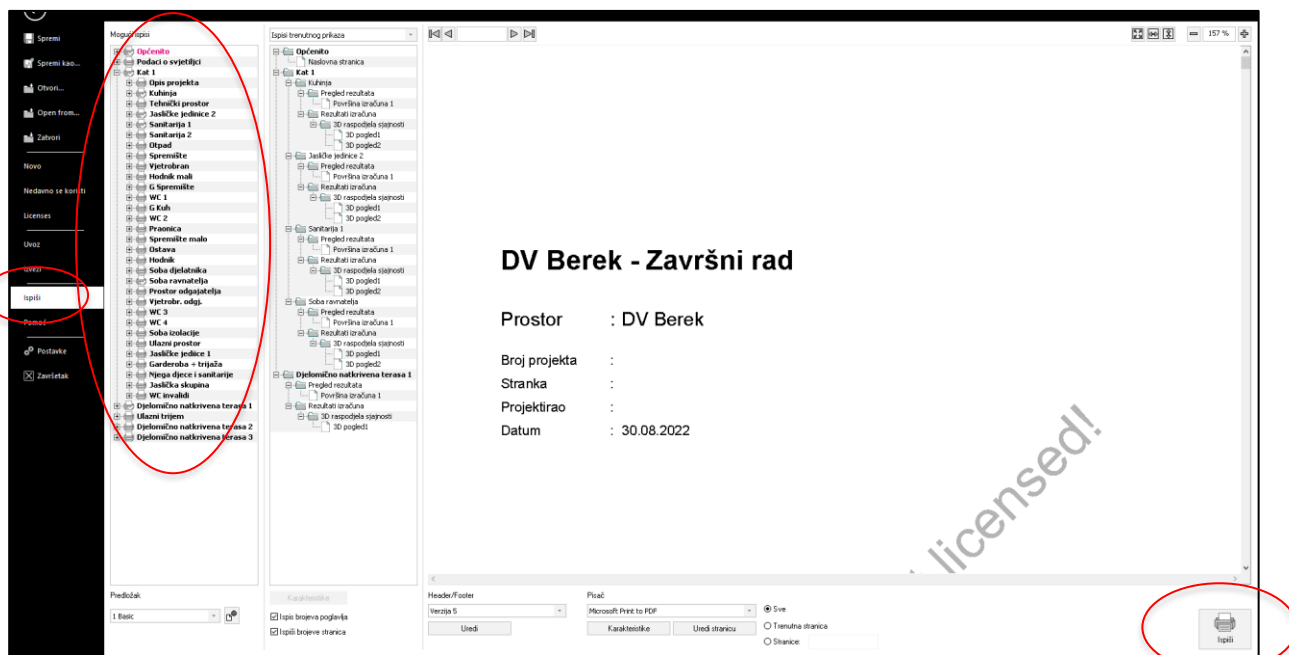 Spremi
Spremi kao...
Otvori...
Open from...
Zatvori
Novo
Nedavno se koristi
Licenses
Uvoz
Izvezi
Ispiši
Pomoć
Postavke
Završetak
Mogući ispisi
Općenito
Podaci o svjetiljci
Kat 1
Opis projekta
Kuhinja
Tehnički prostor
Jasličke jedinice 2
Sanitarija 1
Sanitarija 2
Otpad
Spremište
Vjetrobran
Hodnik mali
G Spremište
WC 1
G Kuh
WC 2
Praonica
Spremište malo
Ostava
Hodnik
Soba djelatnika
Soba ravnatelja
Prostor odgajatelja
Vjetrobr. odgj.
WC 3
WC 4
Soba izolacije
Ulazni prostor
Jasličke jediice 1
Garderoba + trijaža
Njega djece i sanitarije
Jaslička skupina
WC invalidi
Djelomično natkrivena terasa 1
Ulazni trijem
Djelomično natkrivena terasa 2
Djelomično natkrivena terasa 3
Predložak
1 Basic
Ispisi trenutnog prikaza
Općenito
Naslovna stranica
Kat 1
Kuhinja
Pregled rezultata
Površina izračuna 1
Rezultati izračuna
3D raspodjela sjajnosti
3D pogled1
3D pogled2
Jasličke jedinice 2
Pregled rezultata
Površina izračuna 1
Rezultati izračuna
3D raspodjela sjajnosti
3D pogled1
3D pogled2
Sanitarija 1
Pregled rezultata
Površina izračuna 1
Rezultati izračuna
3D raspodjela sjajnosti
3D pogled1
3D pogled2
Soba ravnatelja
Pregled rezultata
Površina izračuna 1
Rezultati izračuna
3D raspodjela sjajnosti
3D pogled1
3D pogled2
Djelomično natkrivena terasa 1
Pregled rezultata
Površina izračuna 1
Rezultati izračuna
3D raspodjela sjajnosti
3D pogled1
Karakteristike
Ispis brojeva poglavlja
Ispiši brojeve stranica
157 %
DV Berek - Završni rad
Prostor : DV Berek
Broj projekta :
Stranka :
Projektirao :
Datum : 30.08.2022
licensed!
Header/Footer
Verzija 5
Uredi
Pisač
Microsoft Print to PDF
Karakteristike
Uredi stranicu
Sve
Trenutna stranica
Stranice:
Ispiši